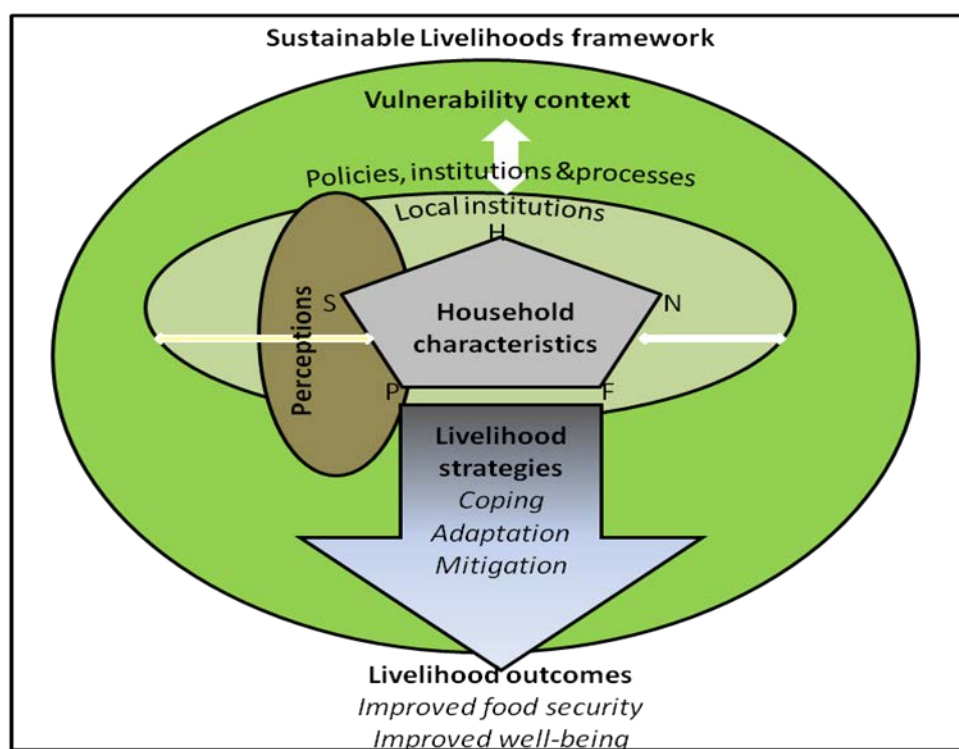 Sustainable Livelihoods framework
Vulnerability context
Policies, institutions &processes
Local institutions
H
S
N
Household
characteristics
Perceptions
P
F
Livelihood
strategies
Coping
Adaptation
Mitigation
Livelihood outcomes
Improved food security
Improved well-being